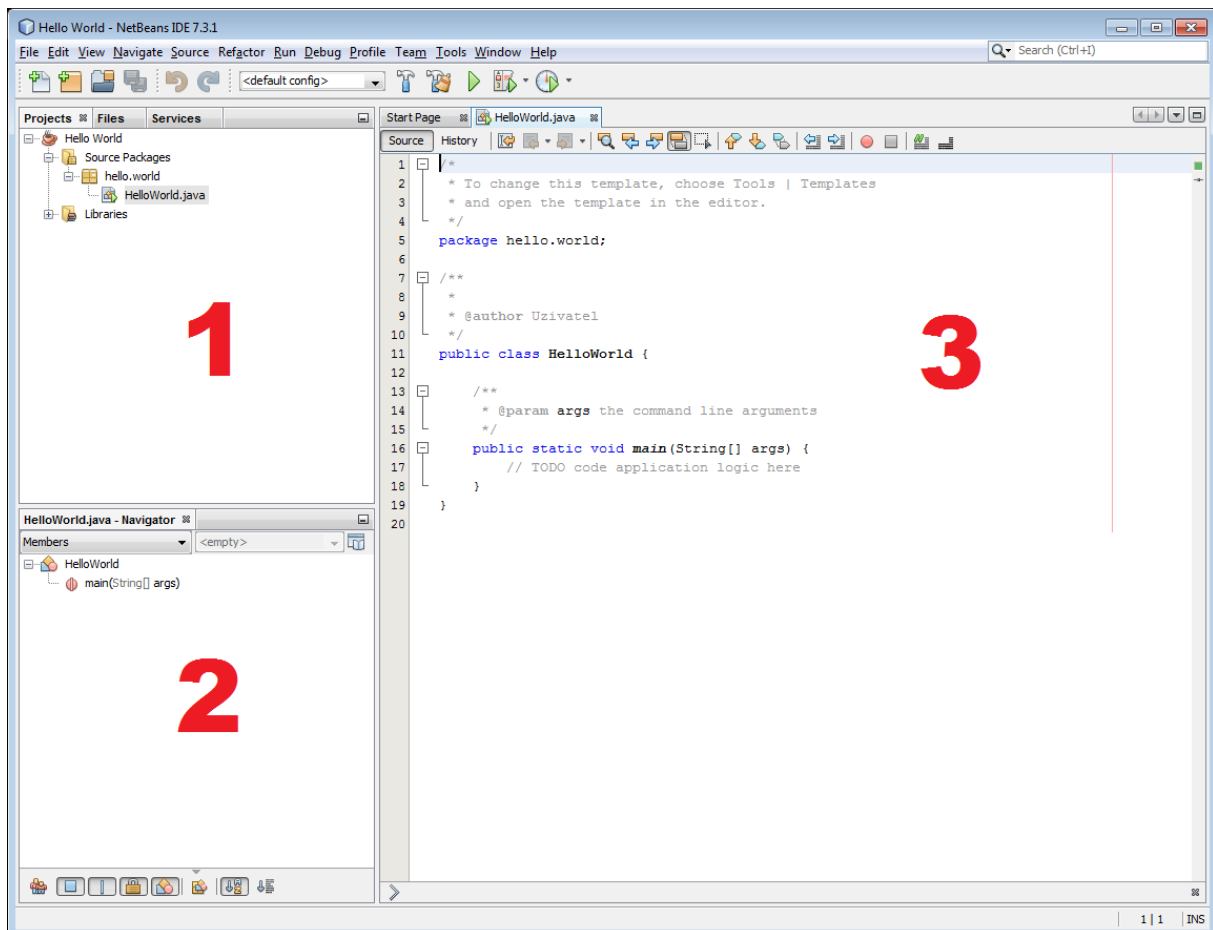 Hello World - NetBeans IDE 7.3.1
File Edit View Navigate Source Refactor Run Debug Profile Team Tools Window Help
Search (Ctrl+I)
<default config>
Projects Files Services
Hello World
Source Packages
hello.world
HelloWorld.java
Libraries
1
HelloWorld.java - Navigator
Members <empty>
HelloWorld
main(String[] args)
2
Start Page HelloWorld.java
Source History
1 /*
2 * To change this template, choose Tools | Templates
3 * and open the template in the editor.
4 */
5 package hello.world;
6
7 /**
8 *
9 * @author Uzivatel
10 */
11 public class HelloWorld {
12
13 /**
14 * @param args the command line arguments
15 */
16 public static void main(String[] args) {
17 // TODO code application logic here
18 }
19 }
20
3
1 | 1 INS